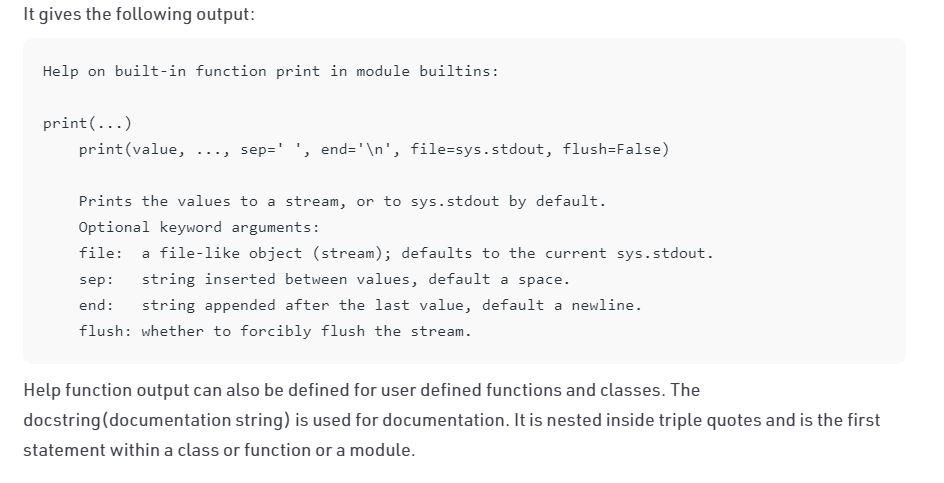 It gives the following output:
Help on built-in function print in module builtins:
print(...)
print(value, ..., sep=' ', end='\n', file=sys.stdout, flush=False)
Prints the values to a stream, or to sys.stdout by default.
Optional keyword arguments:
file: a file-like object (stream); defaults to the current sys.stdout.
sep: string inserted between values, default a space.
end: string appended after the last value, default a newline.
flush: whether to forcibly flush the stream.
Help function output can also be defined for user defined functions and classes. The
docstring(documentation string) is used for documentation. It is nested inside triple quotes and is the first
statement within a class or function or a module.